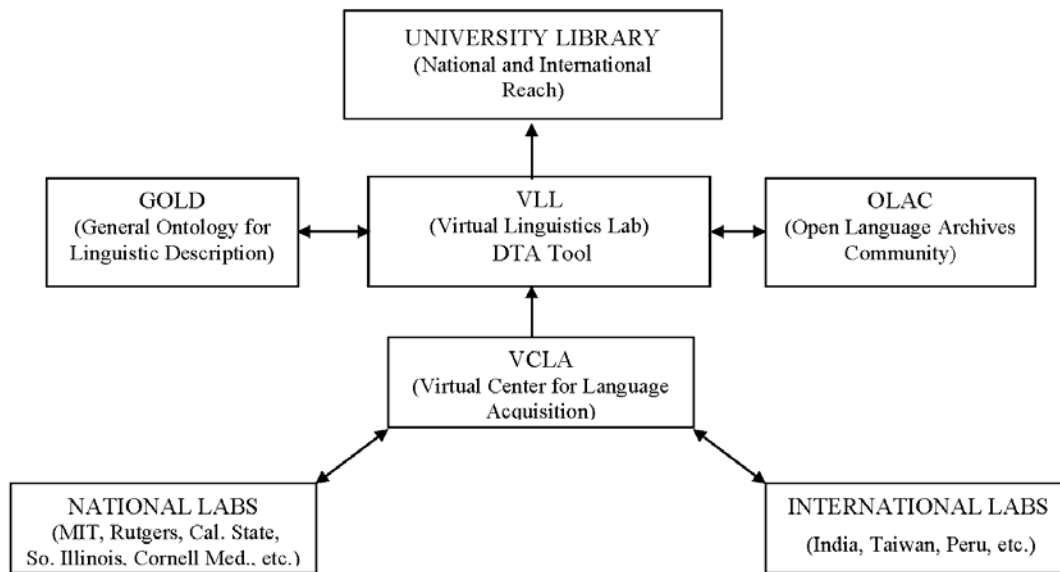 UNIVERSITY LIBRARY
(National and International
Reach)
GOLD
(General Ontology for
Linguistic Description)
VLL
(Virtual Linguistics Lab)
DTA Tool
OLAC
(Open Language Archives
Community)
VCLA
(Virtual Center for Language
Acquisition)
NATIONAL LABS
(MIT, Rutgers, Cal. State,
So. Illinois, Cornell Med., etc.)
INTERNATIONAL LABS
(India, Taiwan, Peru, etc.)